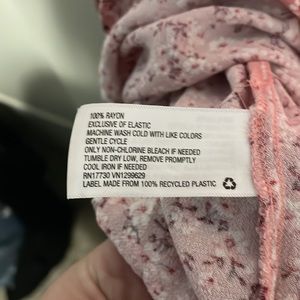 100% RAYON
EXCLUSIVE OF ELASTIC
MACHINE WASH COLD WITH LIKE COLORS
GENTLE CYCLE
ONLY NON-CHLORINE BLEACH IF NEEDED
TUMBLE DRY LOW, REMOVE PROMPTLY
COOL IRON IF NEEDED
RN17730 VN1299629
LABEL MADE FROM 100% RECYCLED PLASTIC